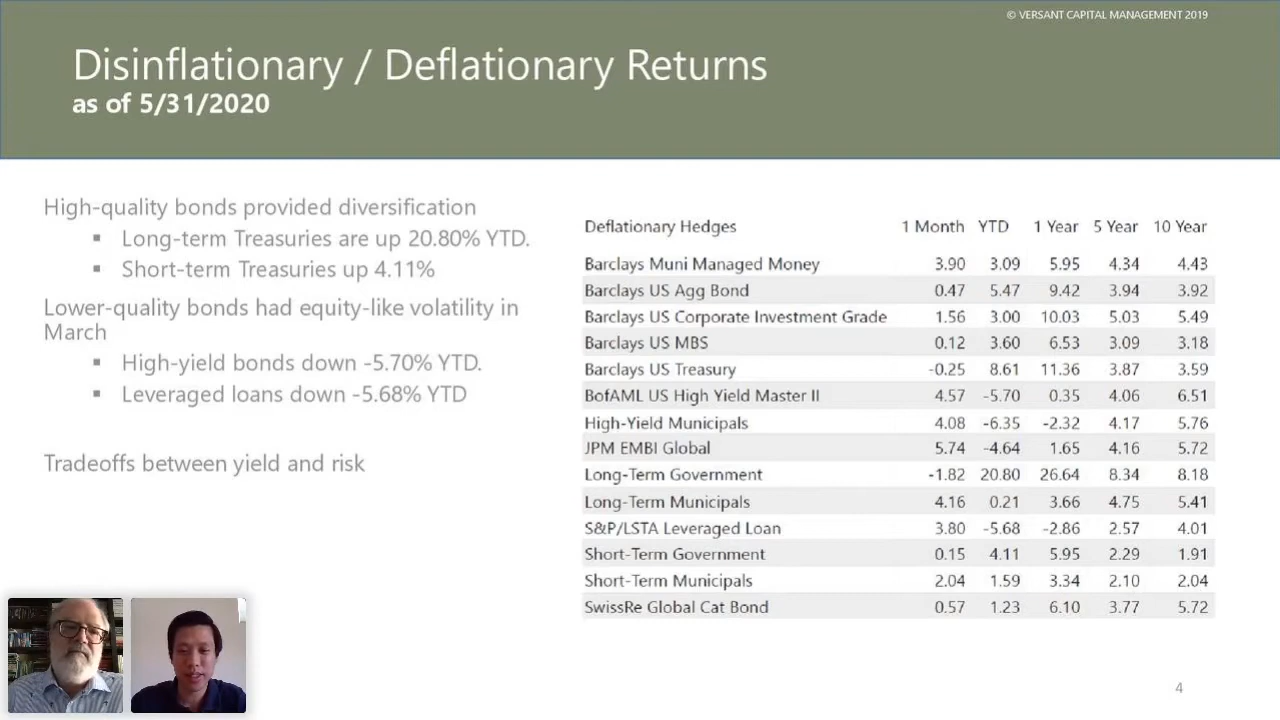 © VERSANT CAPITAL MANAGEMENT 2019
Disinflationary / Deflationary Returns
as of 5/31/2020
High-quality bonds provided diversification
▪ Long-term Treasuries are up 20.80% YTD.
▪ Short-term Treasuries up 4.11%
Lower-quality bonds had equity-like volatility in
March
▪ High-yield bonds down -5.70% YTD.
▪ Leveraged loans down -5.68% YTD
Tradeoffs between yield and risk
Deflationary Hedges 1 Month YTD 1 Year 5 Year 10 Year
Barclays Muni Managed Money 3.90 3.09 5.95 4.34 4.43
Barclays US Agg Bond 0.47 5.47 9.42 3.94 3.92
Barclays US Corporate Investment Grade 1.56 3.00 10.03 5.03 5.49
Barclays US MBS 0.12 3.60 6.53 3.09 3.18
Barclays US Treasury -0.25 8.61 11.36 3.87 3.59
BofAML US High Yield Master II 4.57 -5.70 0.35 4.06 6.51
High-Yield Municipals 4.08 -6.35 -2.32 4.17 5.76
JPM EMBI Global 5.74 -4.64 1.65 4.16 5.72
Long-Term Government -1.82 20.80 26.64 8.34 8.18
Long-Term Municipals 4.16 0.21 3.66 4.75 5.41
S&P/LSTA Leveraged Loan 3.80 -5.68 -2.86 2.57 4.01
Short-Term Government 0.15 4.11 5.95 2.29 1.91
Short-Term Municipals 2.04 1.59 3.34 2.10 2.04
SwissRe Global Cat Bond 0.57 1.23 6.10 3.77 5.72
4